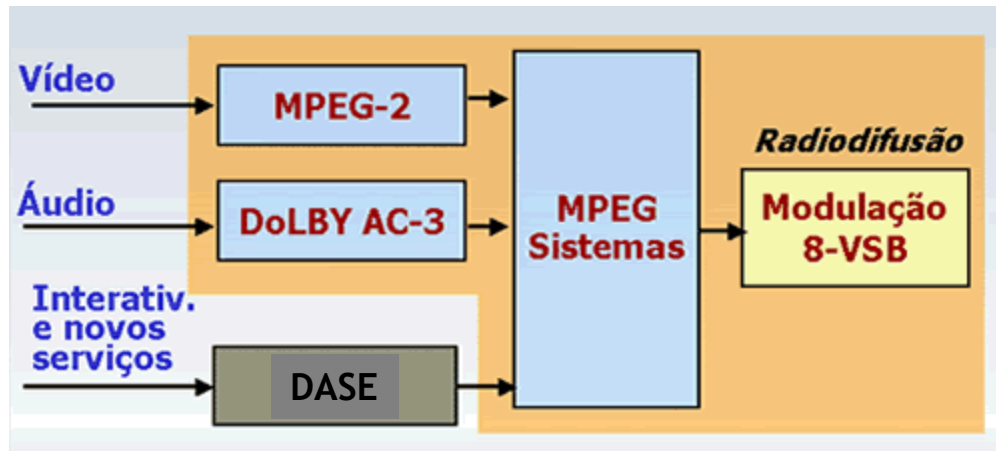 Vídeo
MPEG-2
Radiodifusão
Áudio
DoLBY AC-3
MPEG
Sistemas
Modulação
8-VSB
Interativ.
e novos
serviços
DASE